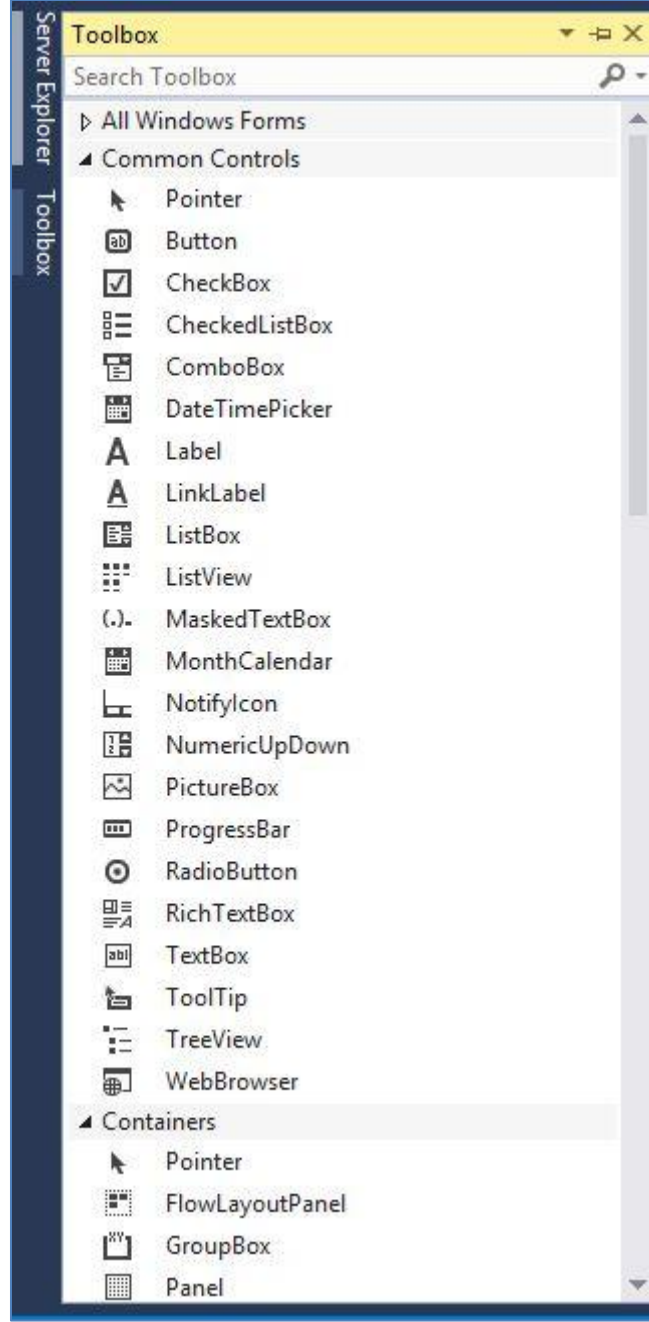 Server Explorer
Toolbox
Toolbox
Search Toolbox
All Windows Forms
Common Controls
Pointer
Button
CheckBox
CheckedListBox
ComboBox
DateTimePicker
Label
LinkLabel
ListBox
ListView
MaskedTextBox
MonthCalendar
NotifyIcon
NumericUpDown
PictureBox
ProgressBar
RadioButton
RichTextBox
TextBox
ToolTip
TreeView
WebBrowser
Containers
Pointer
FlowLayoutPanel
GroupBox
Panel